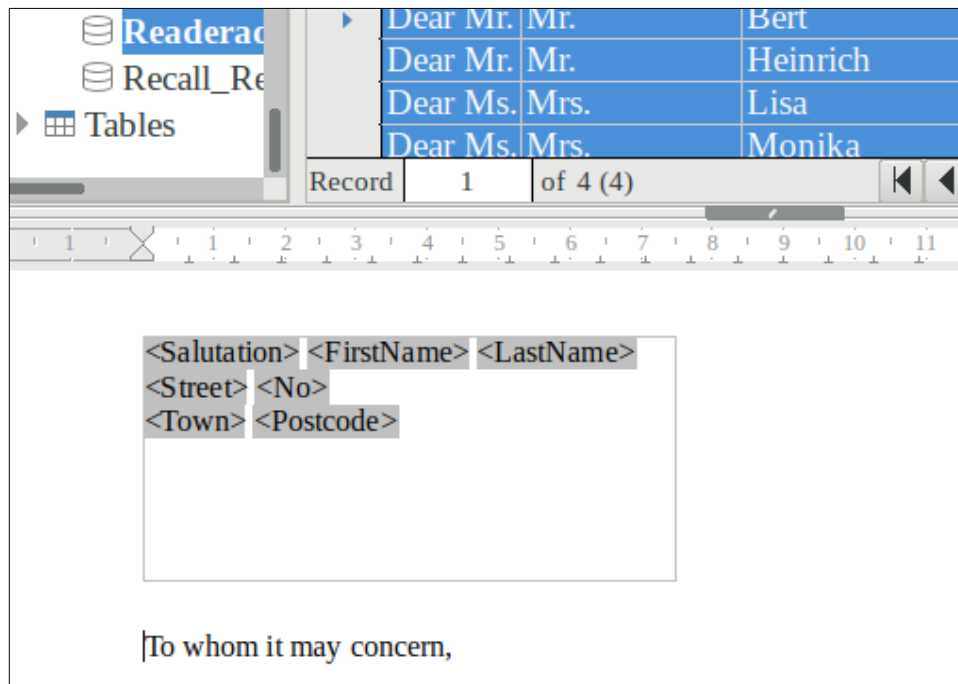 Readerad
Recall_Re
Tables
Dear Mr. Mr. Bert
Dear Mr. Mr. Heinrich
Dear Ms. Mrs. Lisa
Dear Ms. Mrs. Monika
Record 1 of 4 (4)
1 1 2 3 4 5 6 7 8 9 10 11
<Salutation> <FirstName> <LastName>
<Street> <No>
<Town> <Postcode>
To whom it may concern,